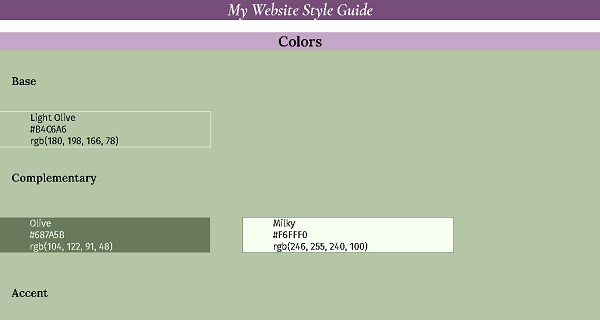 My Website Style Guide
Colors
Base
Light Olive
#B4C6A6
rgb(180, 198, 166, 78)
Complementary
Olive
#687A5B
rgb(104, 122, 91, 48)
Milky
#F6FFF0
rgb(246, 255, 240, 100)
Accent